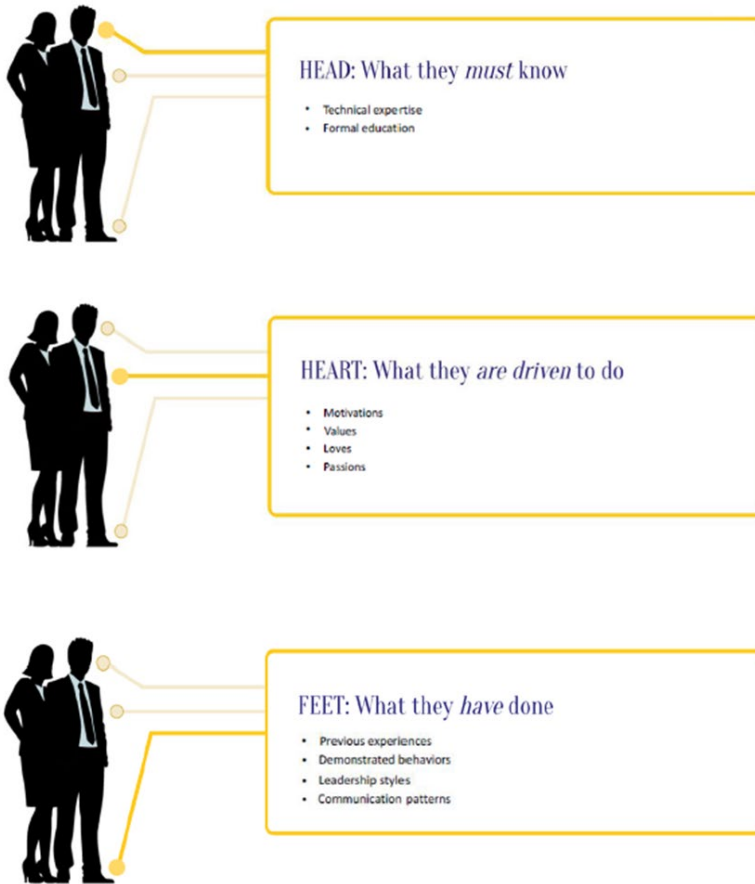 HEAD: What they must know
• Technical expertise
• Formal education
HEART: What they are driven to do
• Motivations
• Values
• Loves
• Passions
FEET: What they have done
• Previous experiences
• Demonstrated behaviors
• Leadership styles
• Communication patterns